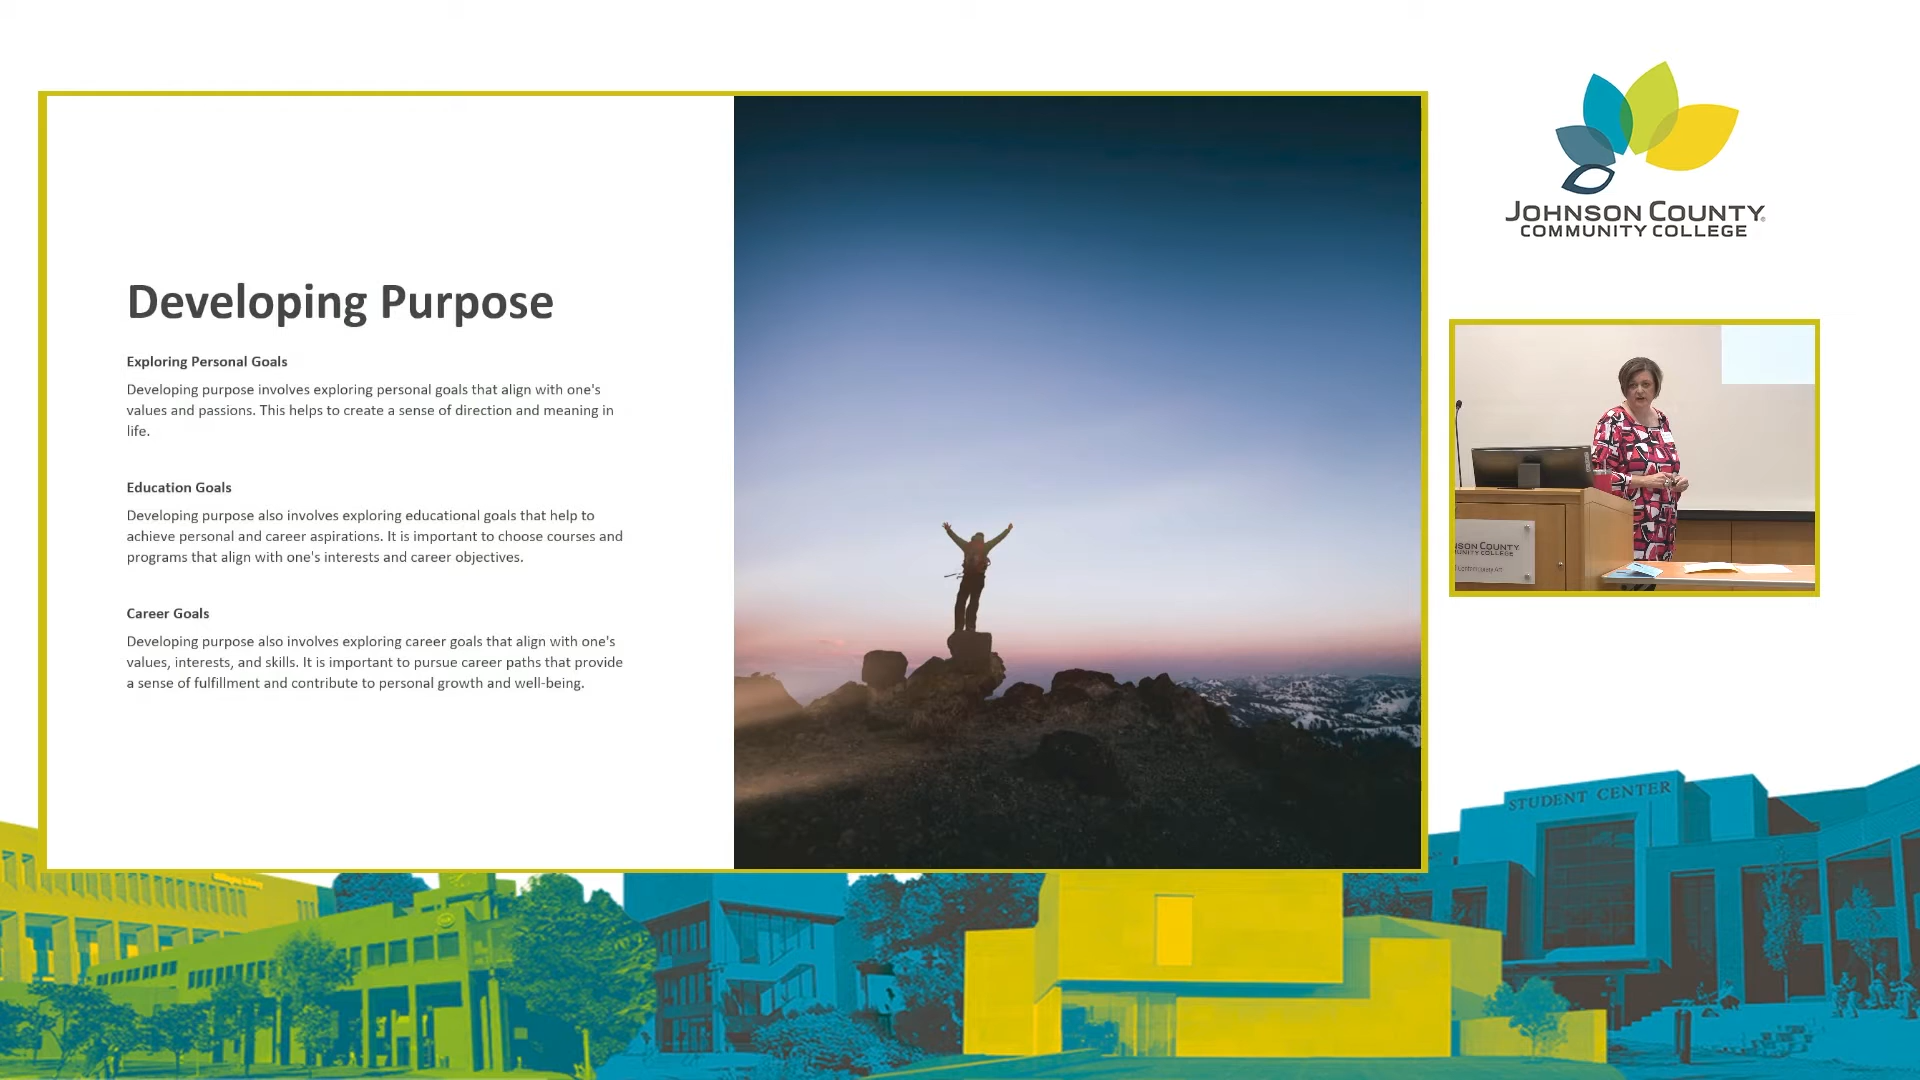 Developing Purpose
Exploring Personal Goals
Developing purpose involves exploring personal goals that align with one's
values and passions. This helps to create a sense of direction and meaning in
life.
Education Goals
Developing purpose also involves exploring educational goals that help to
achieve personal and career aspirations. It is important to choose courses and
programs that align with one's interests and career objectives.
Career Goals
Developing purpose also involves exploring career goals that align with one's
values, interests, and skills. It is important to pursue career paths that provide
a sense of fulfillment and contribute to personal growth and well-being.
JOHNSON COUNTY
COMMUNITY COLLEGE
SON COUNTY
COLLEGE
Contemporary Art
STUDENT CENTER